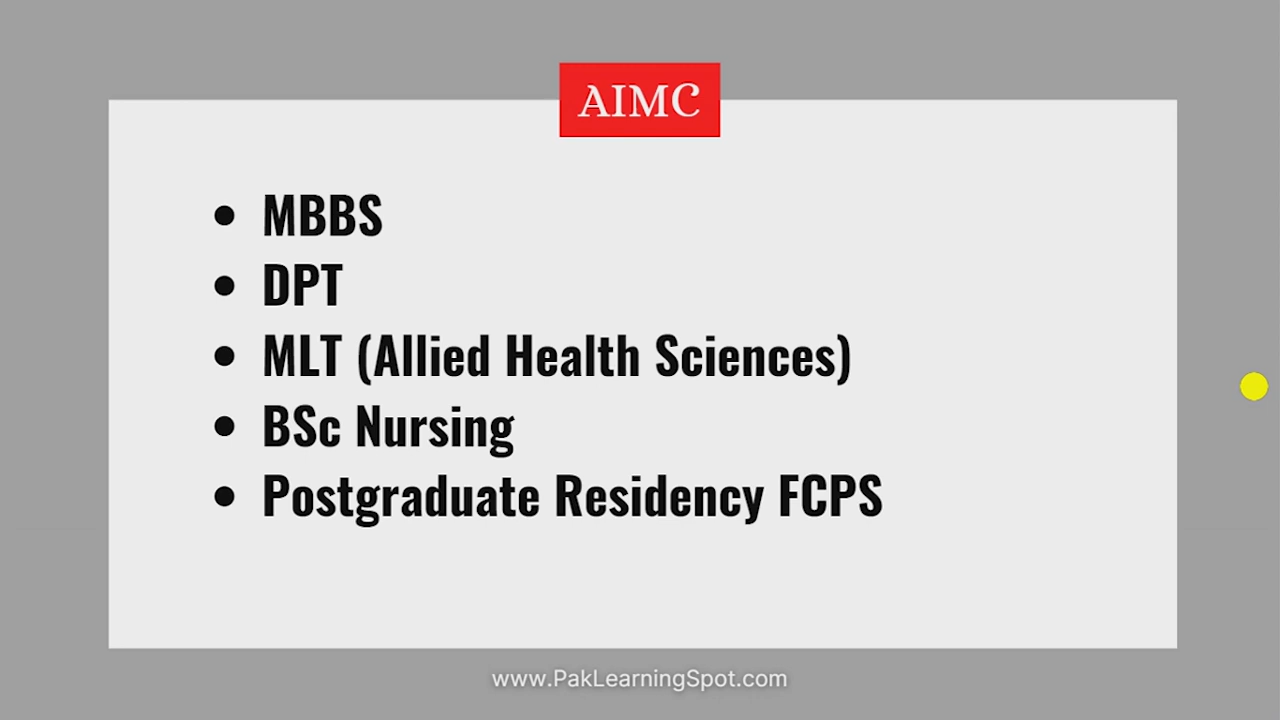 AIMC
• MBBS
• DPT
• MLT (Allied Health Sciences)
• BSc Nursing
• Postgraduate Residency FCPS
www.PakLearningSpot.com